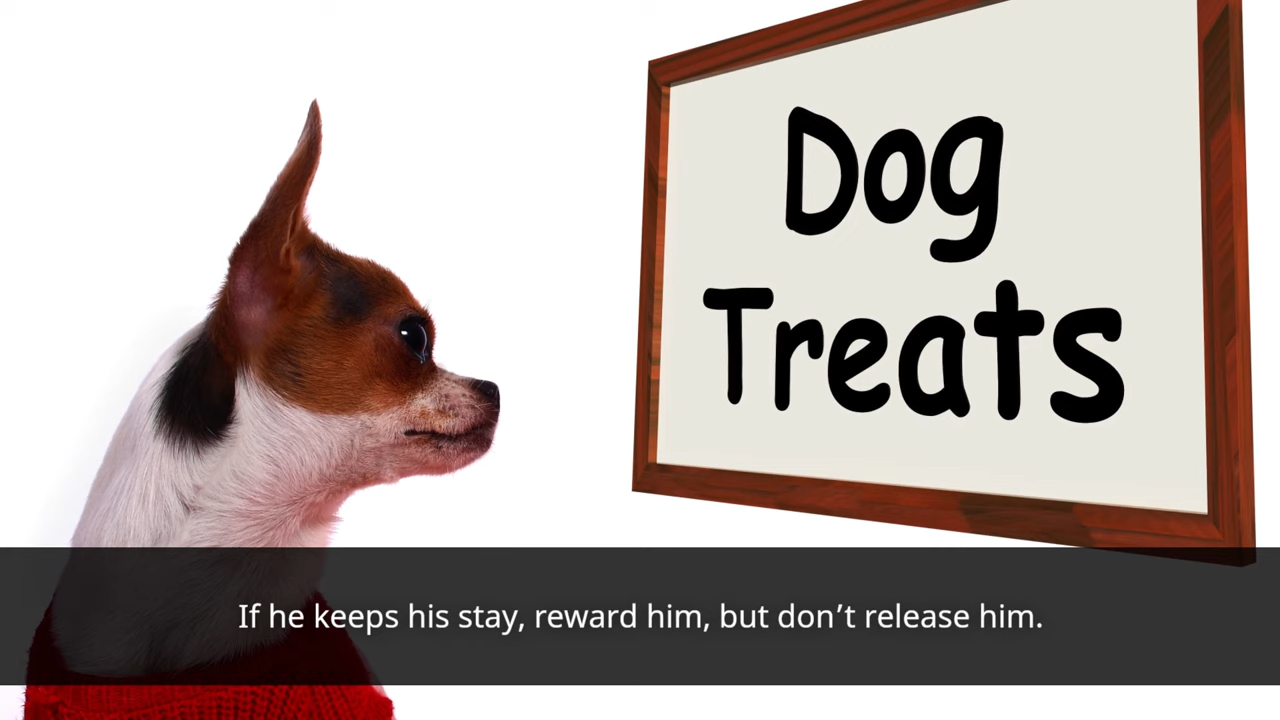 Dog
Treats
If he keeps his stay, reward him, but don’t release him.